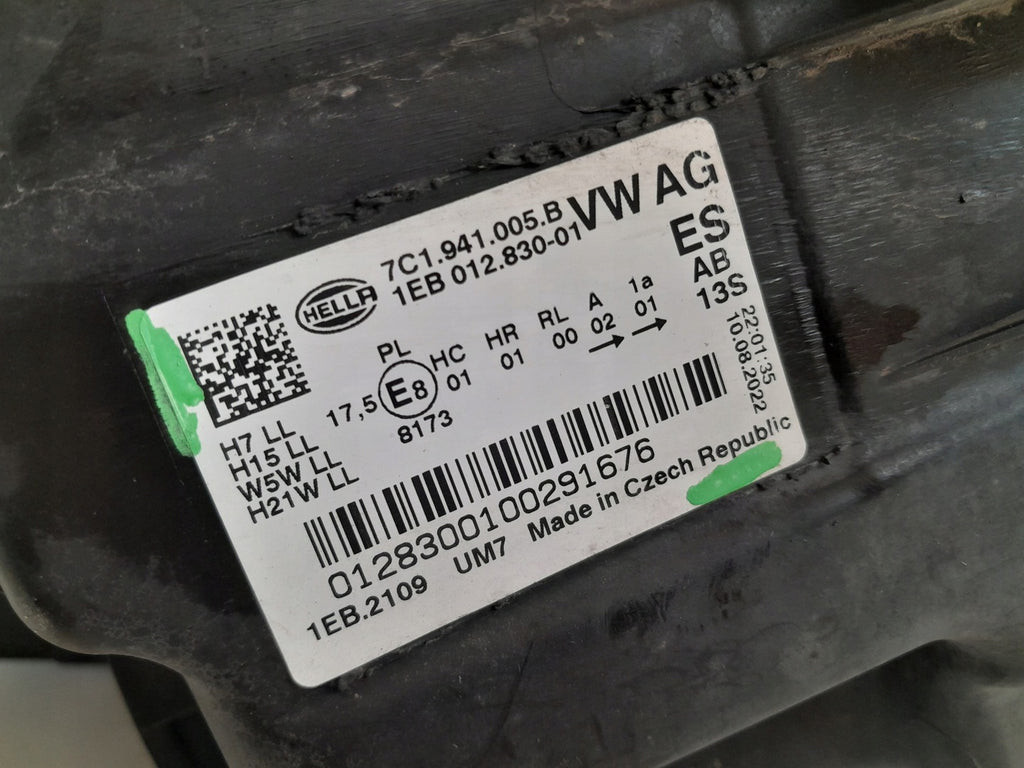 7C1.941.005.B
1EB 012.830-01
VW AG
ES
AB
13S
HELLA
PL HC HR RL A 1a
17,5 E8 01 01 00 02 01
8173
→ →
22:01:35
10.08.2022
H7 LL
H15 LL
W5W LL
H21W LL
0128300100291676
1EB.2109 UM7 Made in Czech Republic